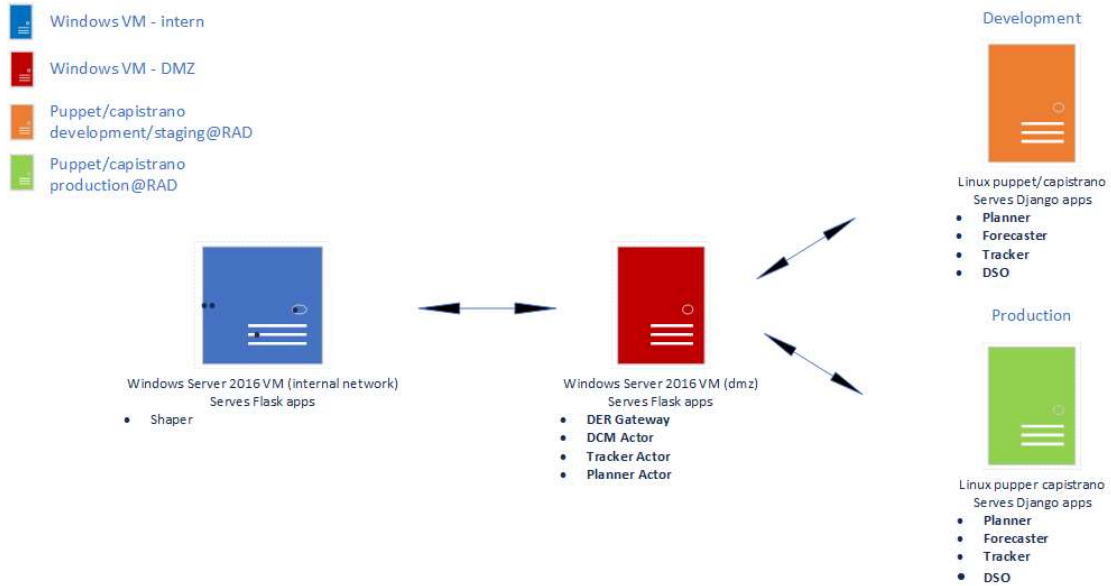 Windows VM - intern
Windows VM - DMZ
Puppet/capistrano
development/staging@RAD
Puppet/capistrano
production@RAD
Windows Server 2016 VM (internal network)
Serves Flask apps
• Shaper
Windows Server 2016 VM (dmz)
Serves Flask apps
• DER Gateway
• DCM Actor
• Tracker Actor
• Planner Actor
Development
Linux puppet/capistrano
Serves Django apps
• Planner
• Forecaster
• Tracker
• DSO
Production
Linux pupper capistrano
Serves Django apps
• Planner
• Forecaster
• Tracker
• DSO